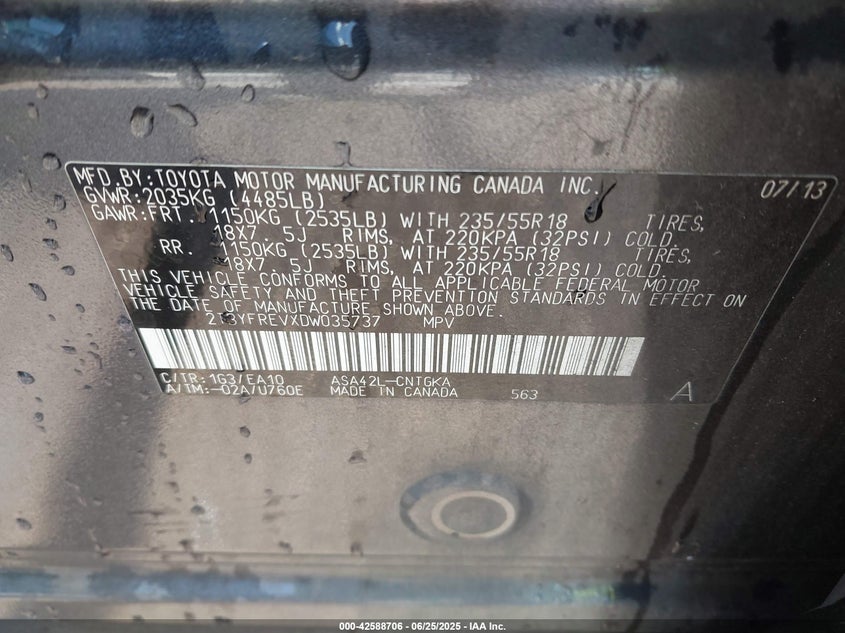 MFD.BY:TOYOTA MOTOR MANUFACTURING CANADA INC. 07/13
GVWR:2035KG (4485LB)
GAWR:FRT. 1150KG (2535LB) WITH 235/55R18 TIRES,
18X7 5J RIMS, AT 220KPA (32PSI) COLD.
RR. 1150KG (2535LB) WITH 235/55R18 TIRES,
18X7 5J RIMS, AT 220KPA (32PSI) COLD.
THIS VEHICLE CONFORMS TO ALL APPLICABLE FEDERAL MOTOR
VEHICLE SAFETY AND THEFT PREVENTION STANDARDS IN EFFECT ON
THE DATE OF MANUFACTURE SHOWN ABOVE.
2T3YFREVXDW035737 MPV
C/TR:1G3/EA10 ASA42L-CNTGKA
A/TM:-02A/U760E MADE IN CANADA 563 A
000-42588706 - 06/25/2025 - IAA Inc.